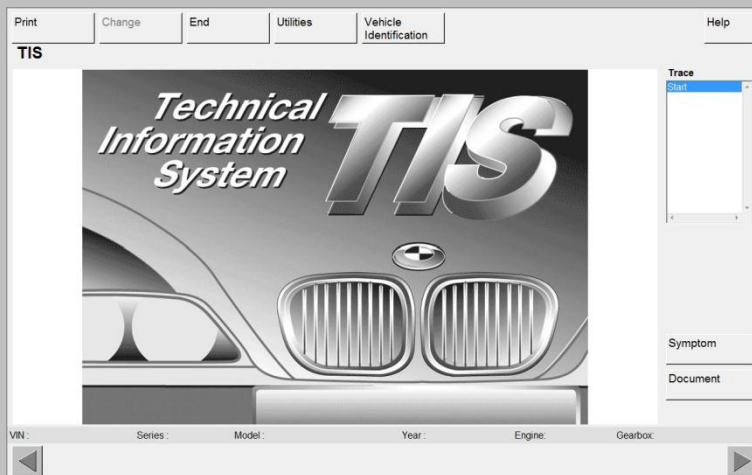 Print
Change
End
Utilities
Vehicle
Identification
Help
TIS
Technical
Information
System
TIS
Trace
Start
Symptom
Document
VIN :
Series :
Model :
Year :
Engine:
Gearbox: